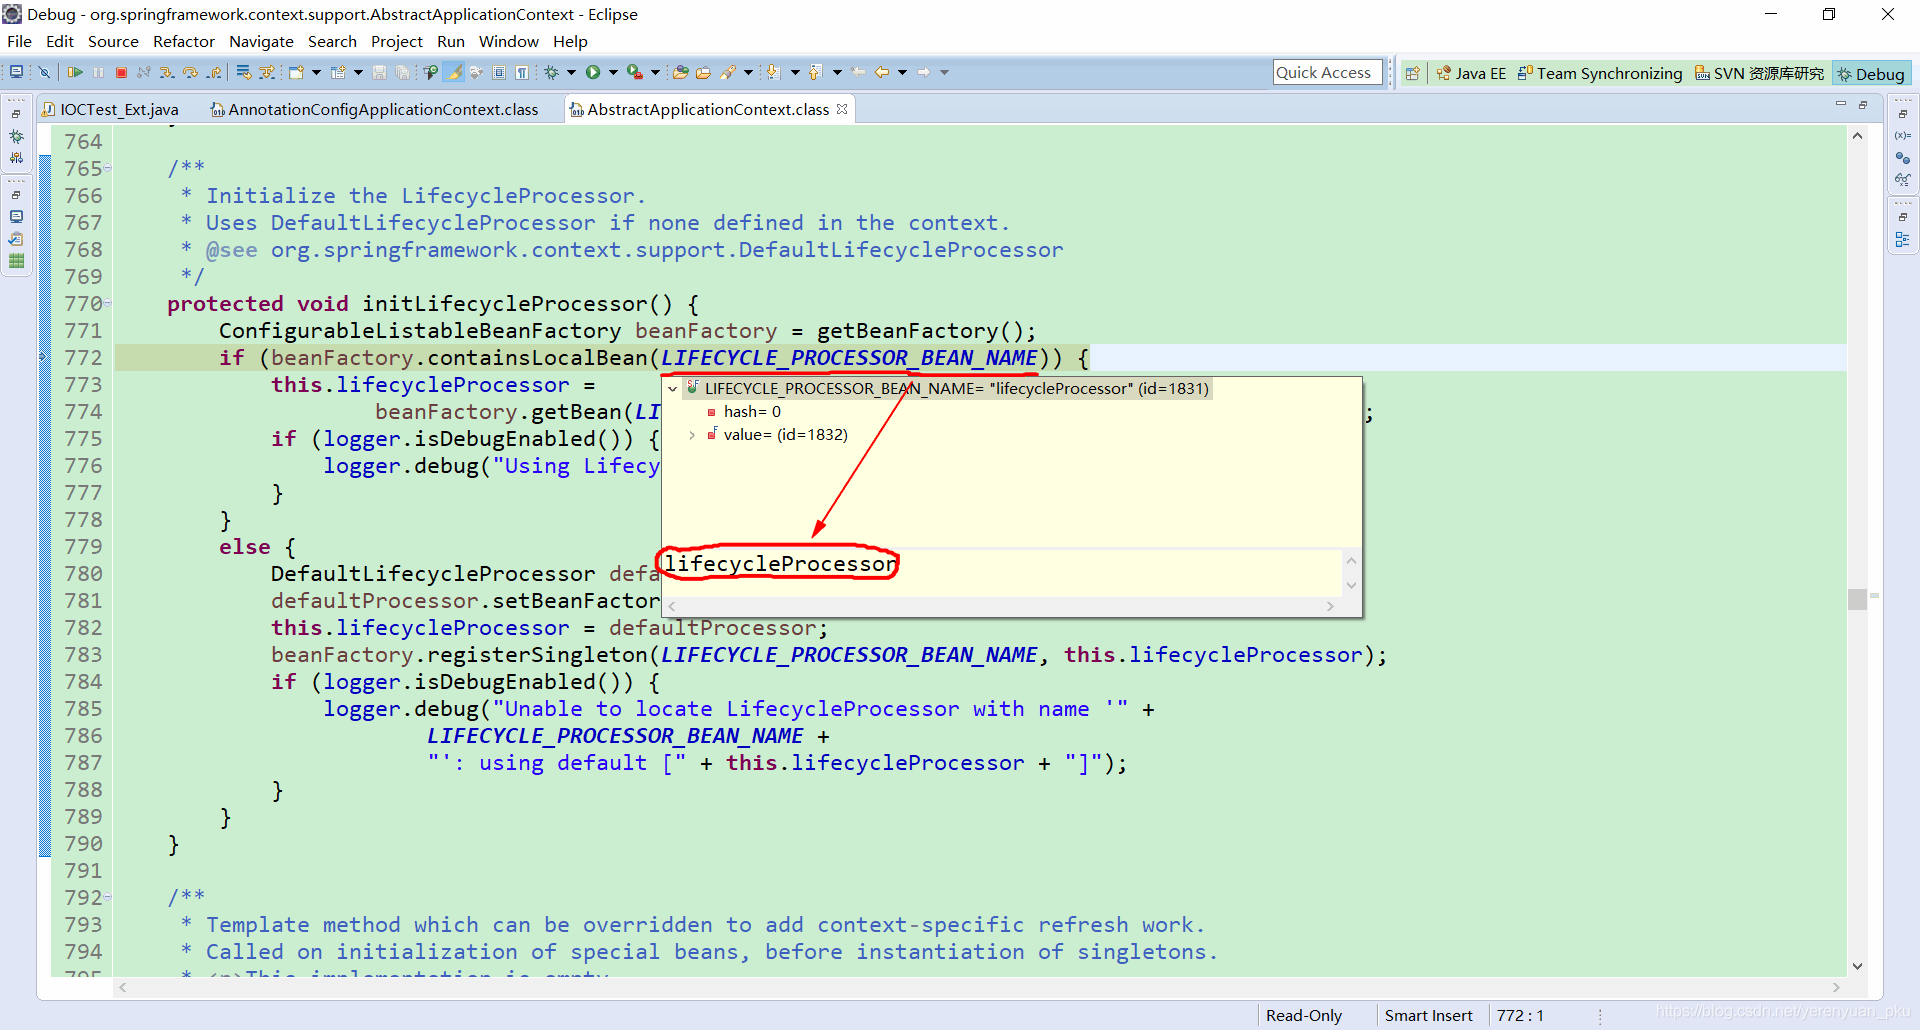 Debug - org.springframework.context.support.AbstractApplicationContext - Eclipse
File Edit Source Refactor Navigate Search Project Run Window Help
Quick Access Java EE Team Synchronizing SVN 资源库研究 Debug
IOCTest_Ext.java AnnotationConfigApplicationContext.class AbstractApplicationContext.class
764
765 /**
766 * Initialize the LifecycleProcessor.
767 * Uses DefaultLifecycleProcessor if none defined in the context.
768 * @see org.springframework.context.support.DefaultLifecycleProcessor
769 */
770 protected void initLifecycleProcessor() {
771 ConfigurableListableBeanFactory beanFactory = getBeanFactory();
772 if (beanFactory.containsLocalBean(LIFECYCLE_PROCESSOR_BEAN_NAME)) {
773 this.lifecycleProcessor =
LIFECYCLE_PROCESSOR_BEAN_NAME= "lifecycleProcessor" (id=1831)
774 beanFactory.getBean(LI ;
hash= 0
775 if (logger.isDebugEnabled()) {
value= (id=1832)
776 logger.debug("Using Lifecy
777 }
778 }
779 else {
lifecycleProcessor
780 DefaultLifecycleProcessor defa
781 defaultProcessor.setBeanFactor
782 this.lifecycleProcessor = defaultProcessor;
783 beanFactory.registerSingleton(LIFECYCLE_PROCESSOR_BEAN_NAME, this.lifecycleProcessor);
784 if (logger.isDebugEnabled()) {
785 logger.debug("Unable to locate LifecycleProcessor with name '" +
786 LIFECYCLE_PROCESSOR_BEAN_NAME +
787 "': using default [" + this.lifecycleProcessor + "]");
788 }
789 }
790 }
791
792 /**
793 * Template method which can be overridden to add context-specific refresh work.
794 * Called on initialization of special beans, before instantiation of singletons.
795 * <p>This implementation is empty.
Read-Only Smart Insert 772 : 1
https://blog.csdn.net/yerenyuan_pku